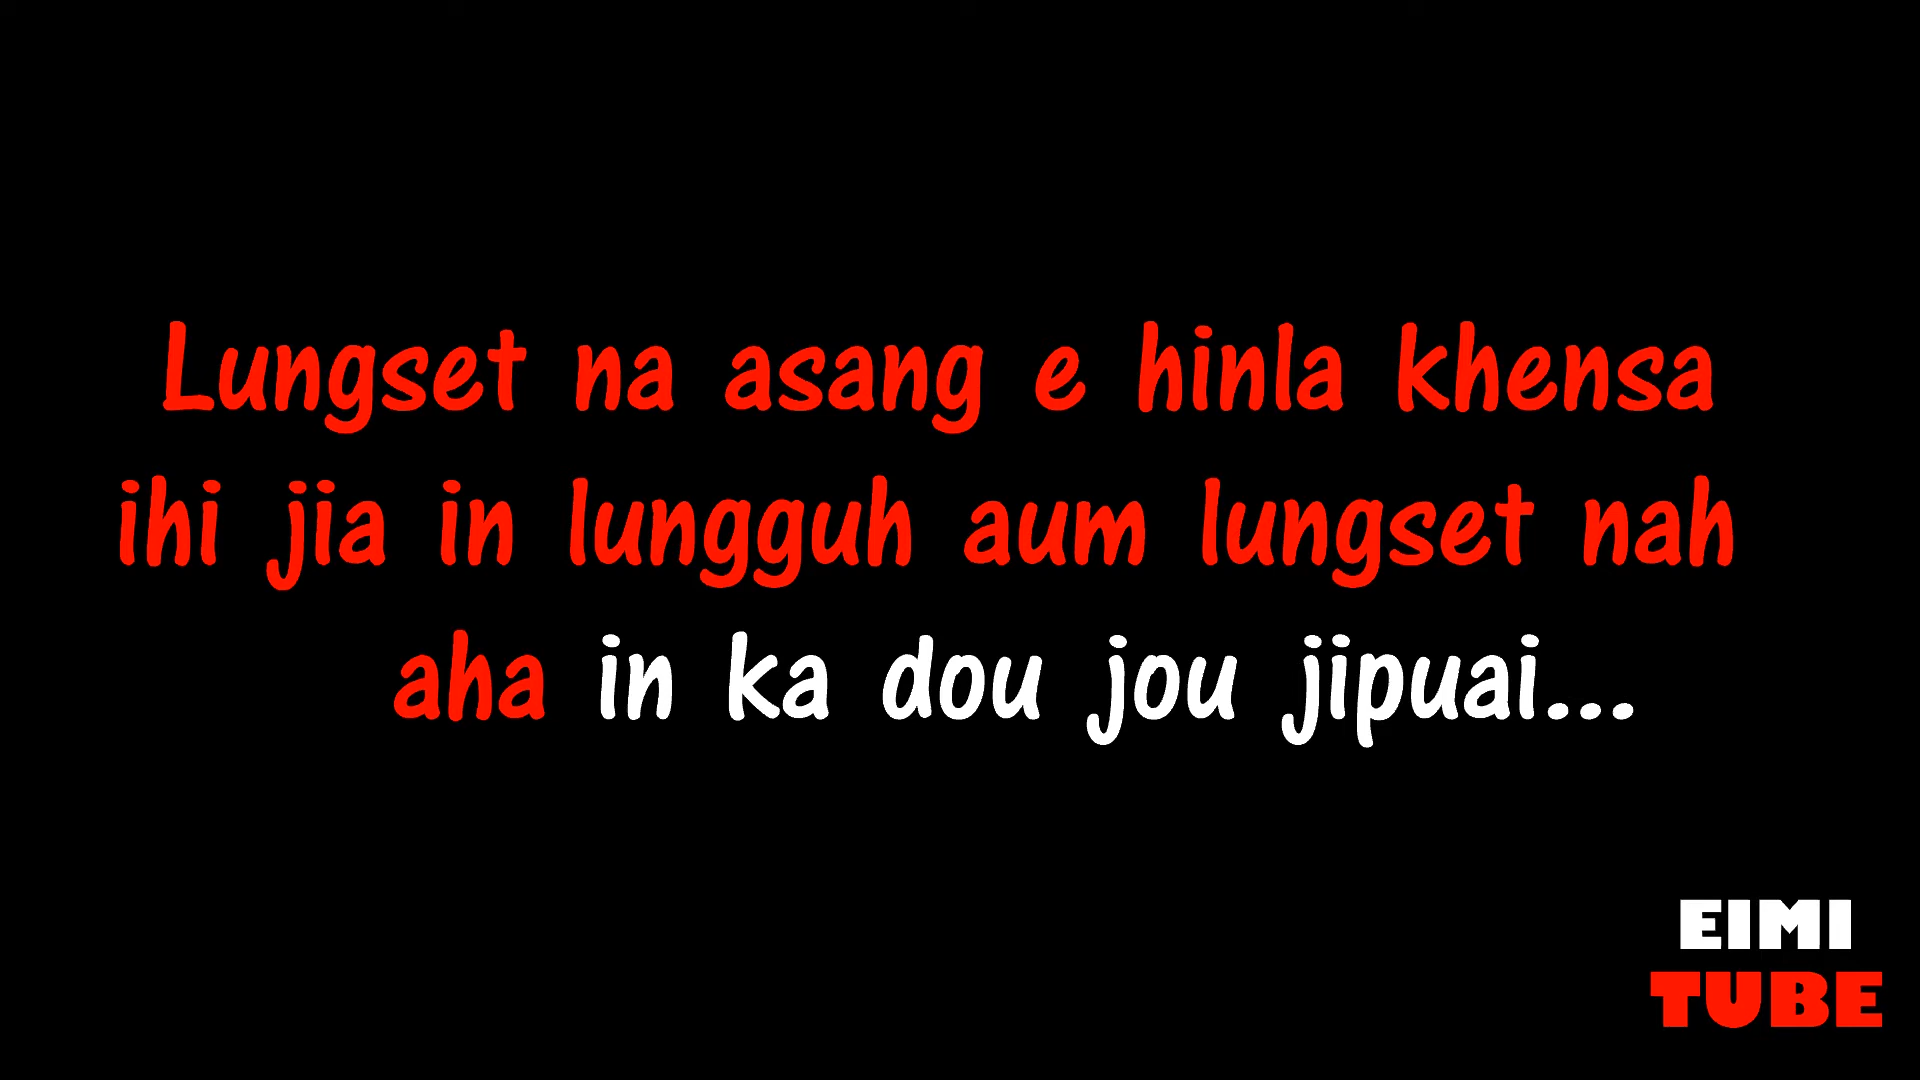 Lungset na asang e hinla khensa
ihi jia in lungguh aum lungset nah
aha in ka dou jou jipuai...
EIMI
TUBE